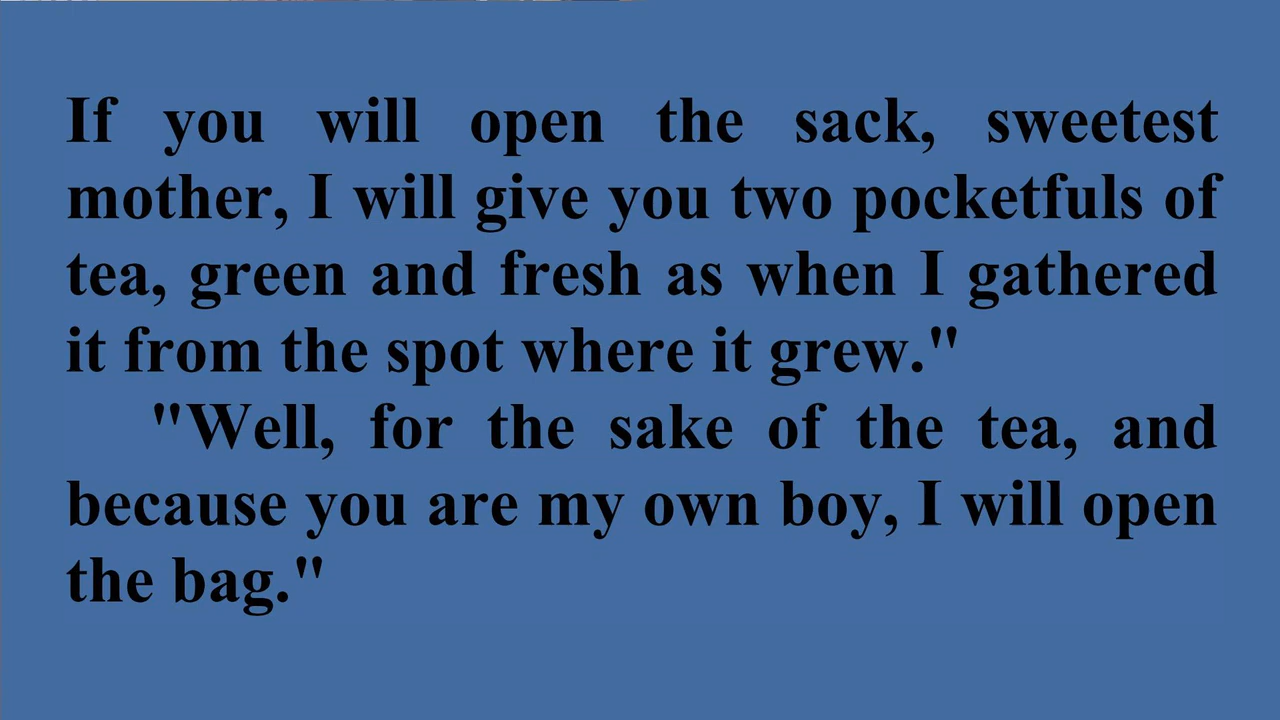 If you will open the sack, sweetest
mother, I will give you two pocketfuls of
tea, green and fresh as when I gathered
it from the spot where it grew."
"Well, for the sake of the tea, and
because you are my own boy, I will open
the bag."